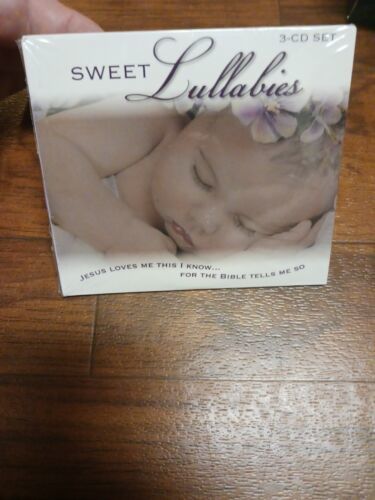 3-CD SET
SWEET Lullabies
JESUS LOVES ME THIS I KNOW...
FOR THE BIBLE TELLS ME SO